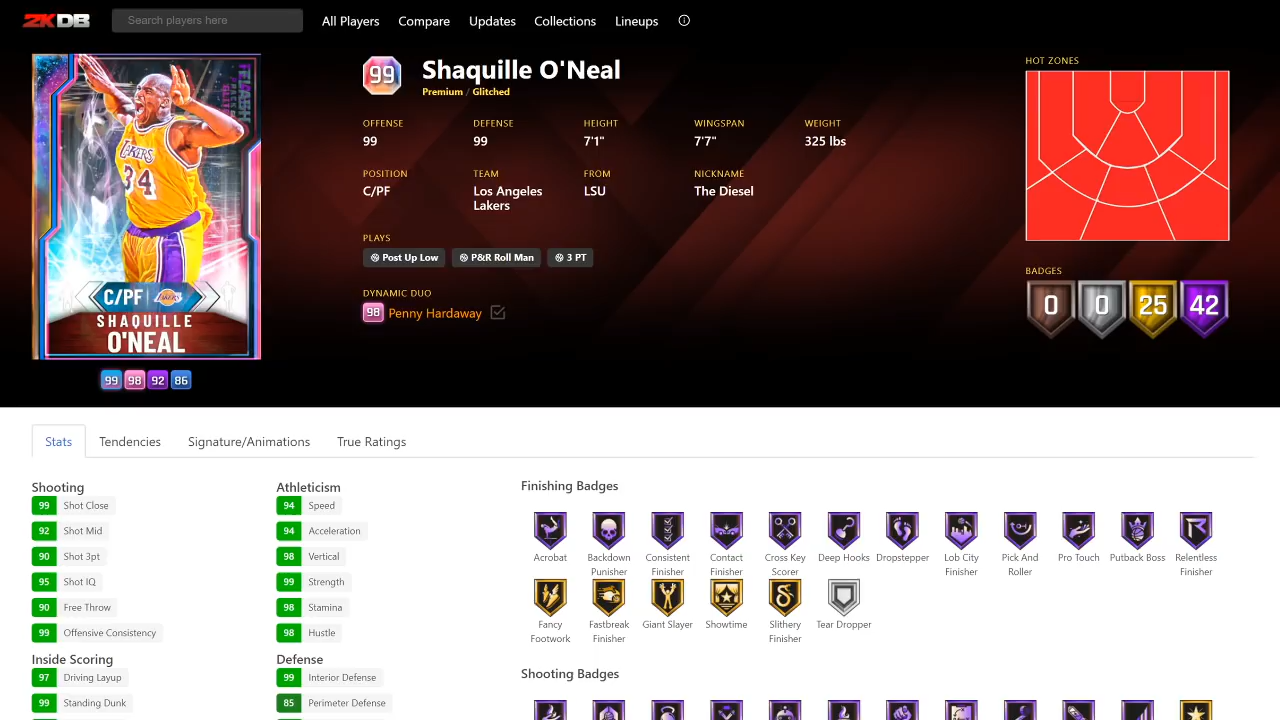 2KDB
Search players here
All Players
Compare
Updates
Collections
Lineups
LAKERS
34
C/PF
LAKERS
SHAQUILLE
O'NEAL
99 98 92 86
99
Shaquille O'Neal
Premium / Glitched
OFFENSE
99
DEFENSE
99
HEIGHT
7'1"
WINGSPAN
7'7"
WEIGHT
325 lbs
POSITION
C/PF
TEAM
Los Angeles
Lakers
FROM
LSU
NICKNAME
The Diesel
PLAYS
Post Up Low
P&R Roll Man
3 PT
DYNAMIC DUO
98 Penny Hardaway
HOT ZONES
BADGES
0 0 25 42
Stats
Tendencies
Signature/Animations
True Ratings
Shooting
99 Shot Close
92 Shot Mid
90 Shot 3pt
95 Shot IQ
90 Free Throw
99 Offensive Consistency
Inside Scoring
97 Driving Layup
99 Standing Dunk
Athleticism
94 Speed
94 Acceleration
98 Vertical
99 Strength
98 Stamina
98 Hustle
Defense
99 Interior Defense
85 Perimeter Defense
Finishing Badges
Acrobat
Backdown
Punisher
Consistent
Finisher
Contact
Finisher
Cross Key
Scorer
Deep Hooks
Dropstepper
Lob City
Finisher
Pick And
Roller
Pro Touch
Putback Boss
Relentless
Finisher
Fancy
Footwork
Fastbreak
Finisher
Giant Slayer
Showtime
Slithery
Finisher
Tear Dropper
Shooting Badges